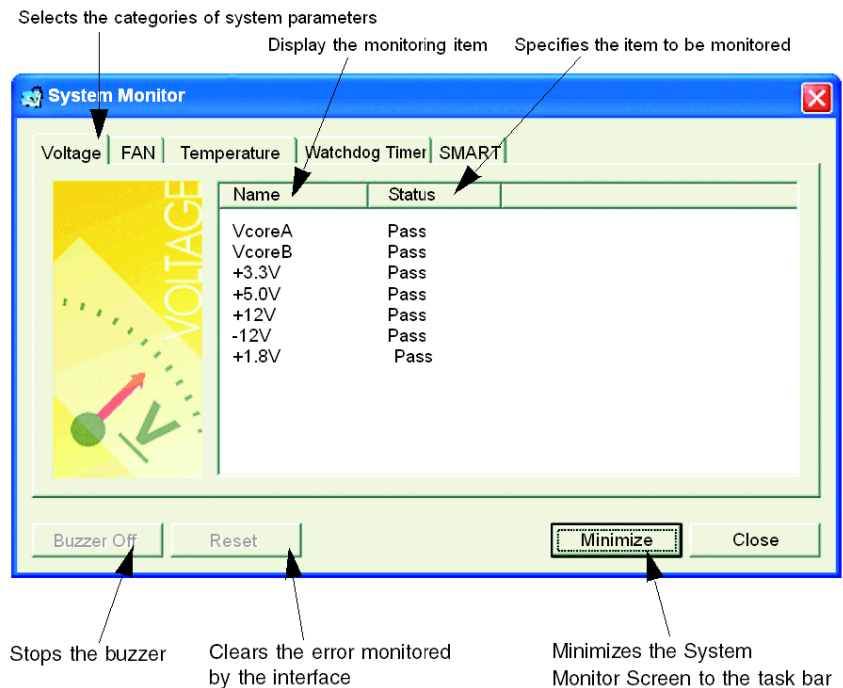 Selects the categories of system parameters
Display the monitoring item
Specifies the item to be monitored
System Monitor
Voltage
FAN
Temperature
Watchdog Timer
SMART
VOLTAGE
V
Name
Status
VcoreA Pass
VcoreB Pass
+3.3V Pass
+5.0V Pass
+12V Pass
-12V Pass
+1.8V Pass
Buzzer Off
Reset
Minimize
Close
Stops the buzzer
Clears the error monitored
by the interface
Minimizes the System
Monitor Screen to the task bar